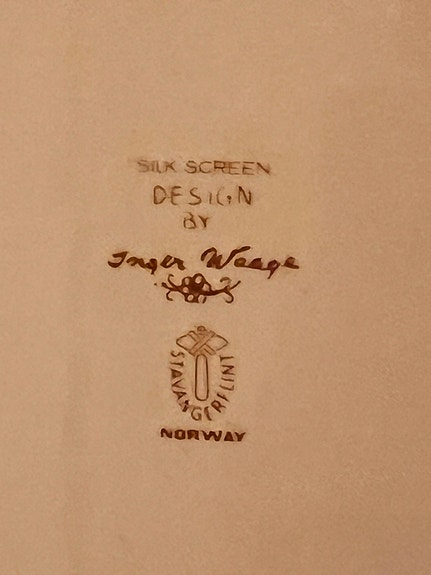 SILK SCREEN
DESIGN
BY
Inger Waage
STAVANGERFLINT
NORWAY